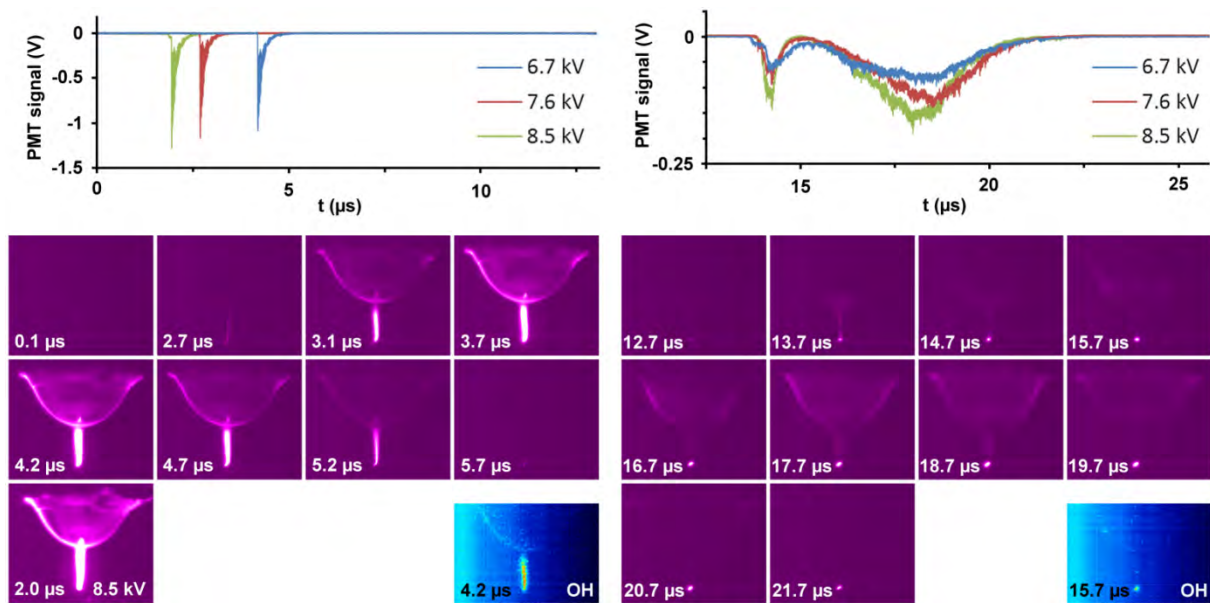 0
-0.5
-1
-1.5
PMT signal (V)
6.7 kV
7.6 kV
8.5 kV
0
5
10
t (µs)
0
-0.25
PMT signal (V)
6.7 kV
7.6 kV
8.5 kV
15
20
25
t (µs)
0.1 µs
2.7 µs
3.1 µs
3.7 µs
4.2 µs
4.7 µs
5.2 µs
5.7 µs
2.0 µs 8.5 kV
4.2 µs OH
12.7 µs
13.7 µs
14.7 µs
15.7 µs
16.7 µs
17.7 µs
18.7 µs
19.7 µs
20.7 µs
21.7 µs
15.7 µs OH